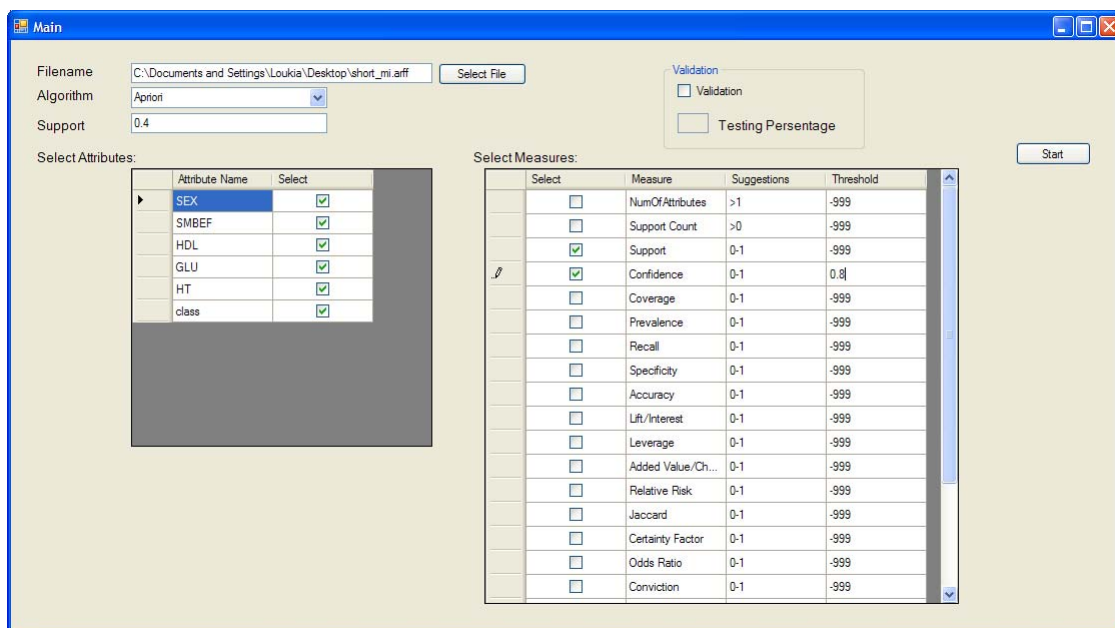 Main
Filename C:\Documents and Settings\Loukia\Desktop\short_mi.arff Select File
Algorithm Apriori
Support 0.4
Validation
Validation
Testing Persentage
Start
Select Attributes:
Attribute Name Select
SEX
SMBEF
HDL
GLU
HT
class
Select Measures:
Select Measure Suggestions Threshold
NumOfAttributes >1 -999
Support Count >0 -999
Support 0-1 -999
Confidence 0-1 0.8
Coverage 0-1 -999
Prevalence 0-1 -999
Recall 0-1 -999
Specificity 0-1 -999
Accuracy 0-1 -999
Lift/Interest 0-1 -999
Leverage 0-1 -999
Added Value/Ch... 0-1 -999
Relative Risk 0-1 -999
Jaccard 0-1 -999
Certainty Factor 0-1 -999
Odds Ratio 0-1 -999
Conviction 0-1 -999